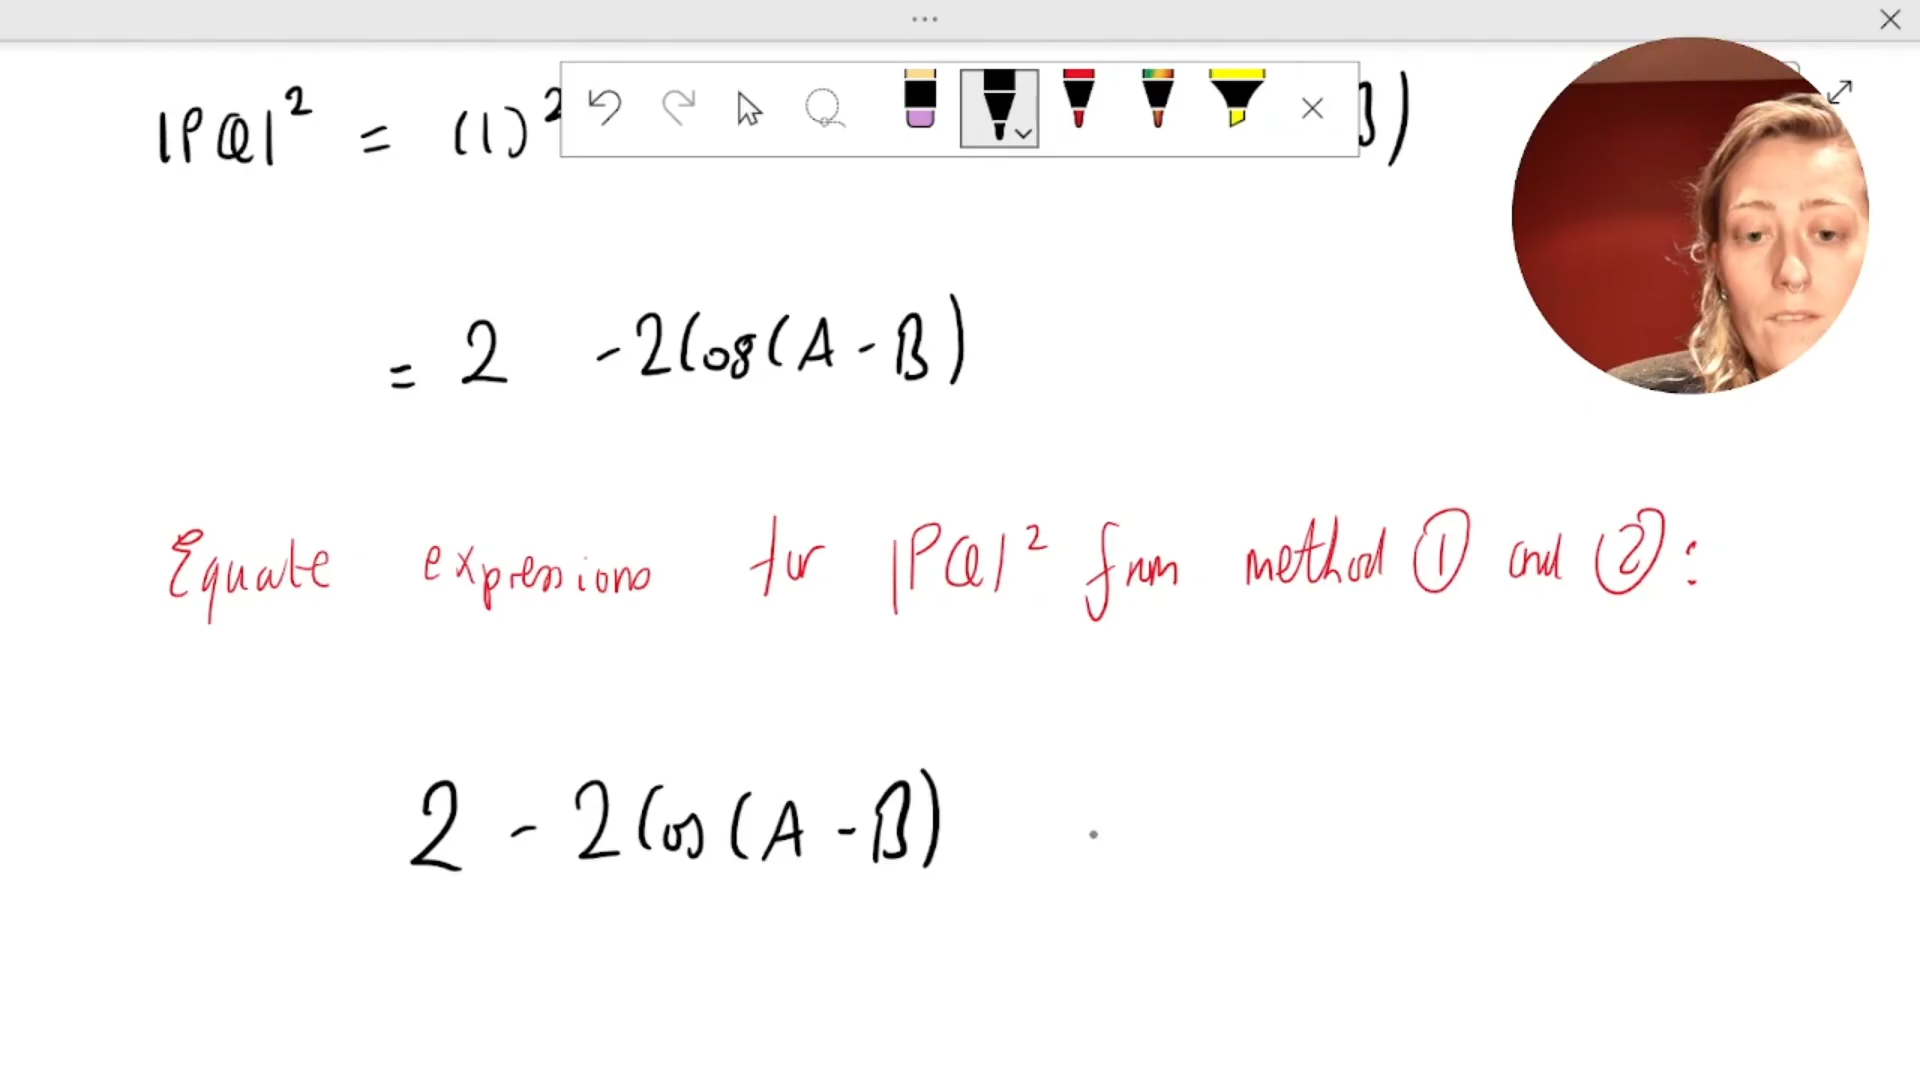 |PQ|² = (1)² B)
= 2 - 2Cos(A - B)
Equate expressions for |PQ|² from method ① and ②:
2 - 2Cos(A - B)